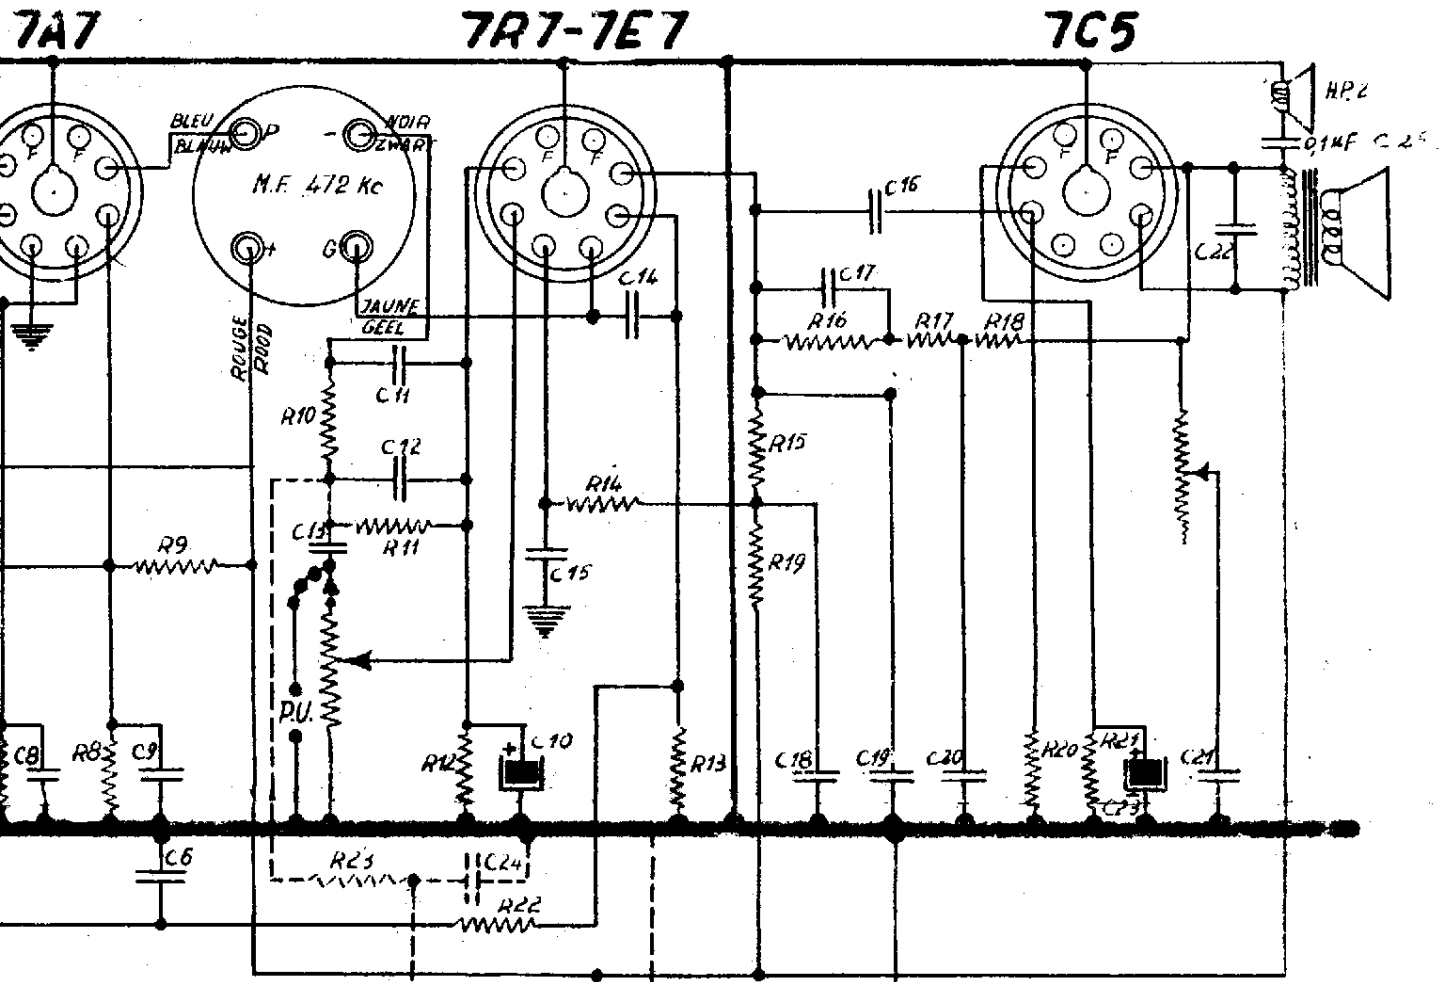 7A7 7R7-7E7 7C5
H.P.2
BLEU P - NOIR
BLAUW ZWART
0,1MF
F F F F F F
M.F. 472 Kc
C16
+ G
C22
C17
C14
JAUNE
GEEL
R16 R17 R18
ROUGE
ROOD
C11
R10
C12 R15
R14
C13
R9 R11
C15 R19
P.U.
C8 R8 C9 R12 + C10 R13 C18 C19 C20 R20 R21 C21
C23
C6 R23 C24
R22